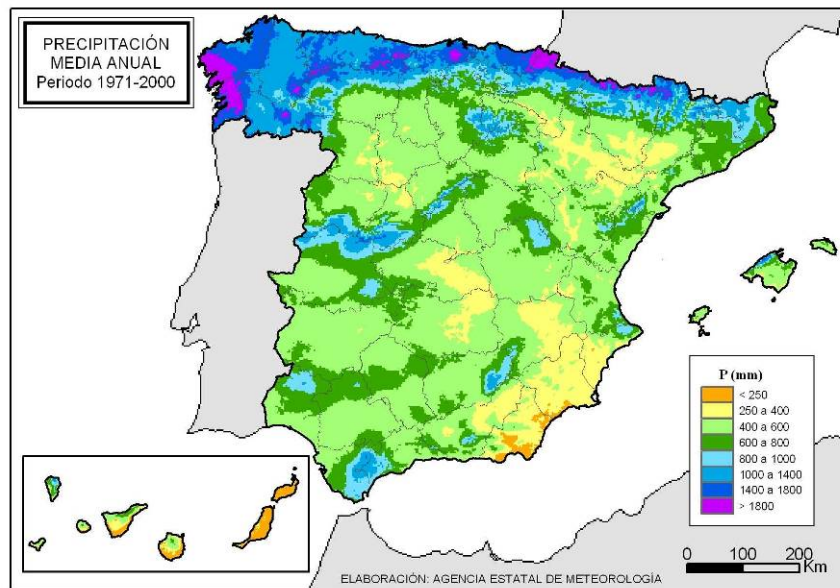 PRECIPITACIÓN
MEDIA ANUAL
Periodo 1971-2000
P (mm)
< 250
250 a 400
400 a 600
600 a 800
800 a 1000
1000 a 1400
1400 a 1800
> 1800
0 100 200
Km
ELABORACIÓN: AGENCIA ESTATAL DE METEOROLOGÍA